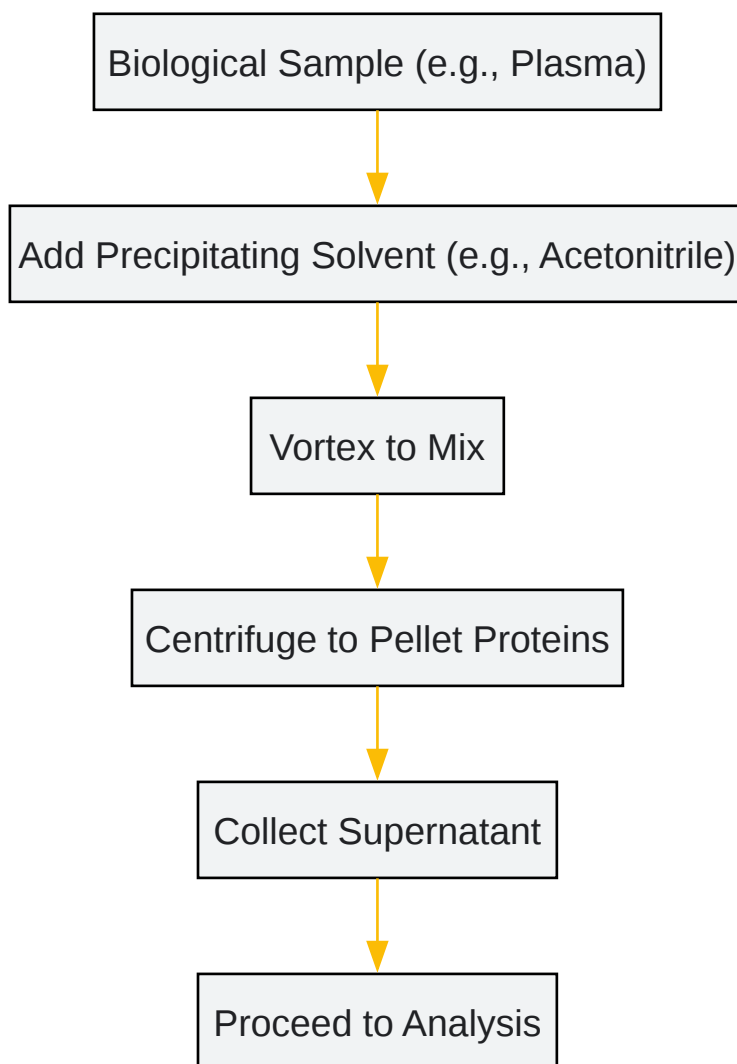 Biological Sample (e.g., Plasma)
Add Precipitating Solvent (e.g., Acetonitrile)
Vortex to Mix
Centrifuge to Pellet Proteins
Collect Supernatant
Proceed to Analysis